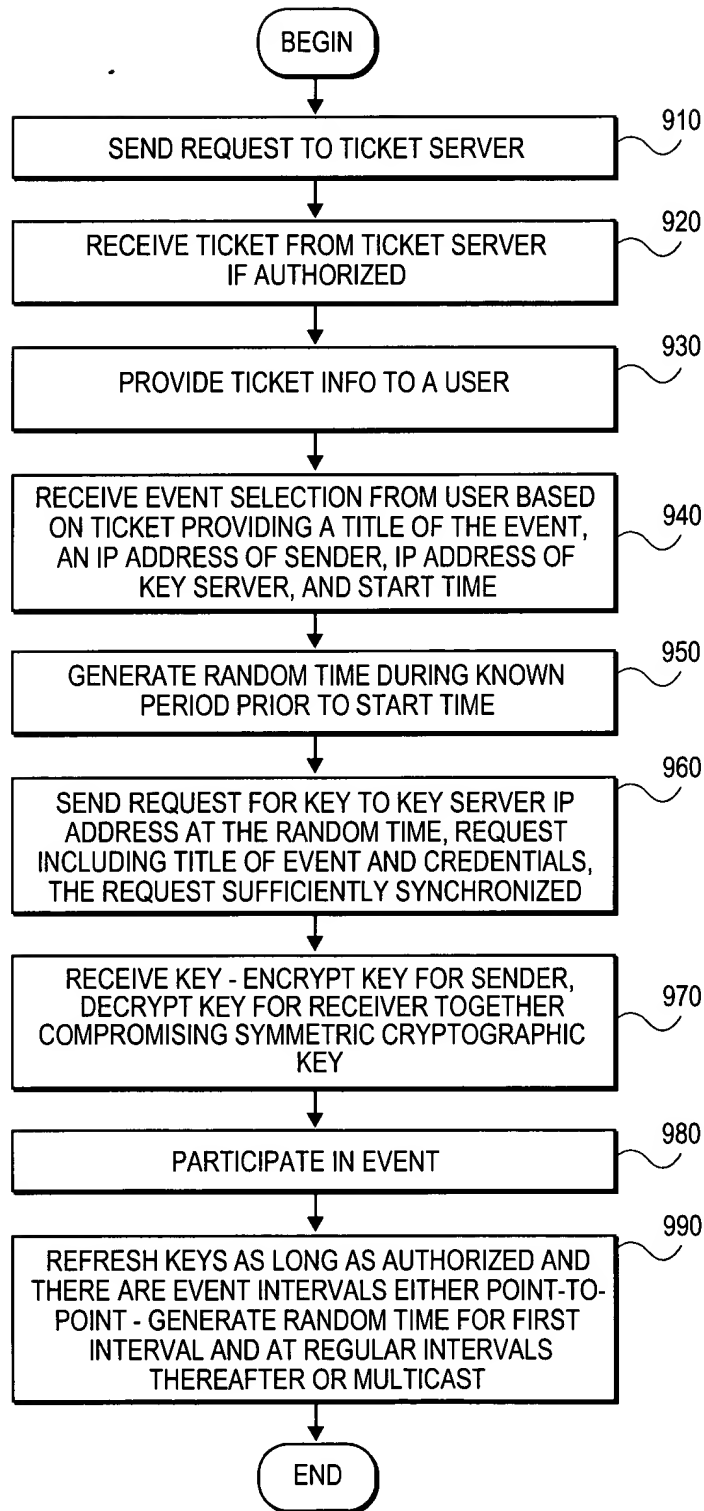 BEGIN
910
SEND REQUEST TO TICKET SERVER
920
RECEIVE TICKET FROM TICKET SERVER
IF AUTHORIZED
930
PROVIDE TICKET INFO TO A USER
940
RECEIVE EVENT SELECTION FROM USER BASED
ON TICKET PROVIDING A TITLE OF THE EVENT,
AN IP ADDRESS OF SENDER, IP ADDRESS OF
KEY SERVER, AND START TIME
950
GENERATE RANDOM TIME DURING KNOWN
PERIOD PRIOR TO START TIME
960
SEND REQUEST FOR KEY TO KEY SERVER IP
ADDRESS AT THE RANDOM TIME, REQUEST
INCLUDING TITLE OF EVENT AND CREDENTIALS,
THE REQUEST SUFFICIENTLY SYNCHRONIZED
970
RECEIVE KEY - ENCRYPT KEY FOR SENDER,
DECRYPT KEY FOR RECEIVER TOGETHER
COMPROMISING SYMMETRIC CRYPTOGRAPHIC
KEY
980
PARTICIPATE IN EVENT
990
REFRESH KEYS AS LONG AS AUTHORIZED AND
THERE ARE EVENT INTERVALS EITHER POINT-TO-
POINT - GENERATE RANDOM TIME FOR FIRST
INTERVAL AND AT REGULAR INTERVALS
THEREAFTER OR MULTICAST
END